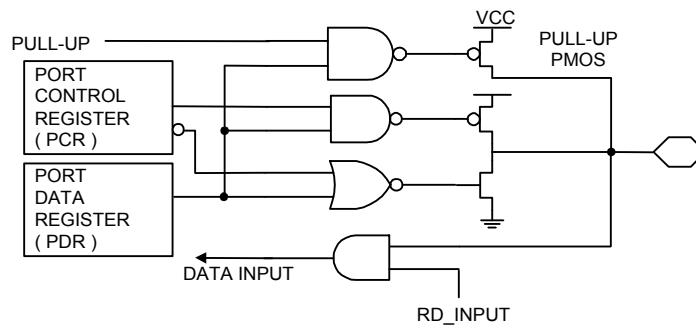 VCC
PULL-UP
PULL-UP
PMOS
PORT
CONTROL
REGISTER
( PCR )
PORT
DATA
REGISTER
( PDR )
DATA INPUT
RD_INPUT